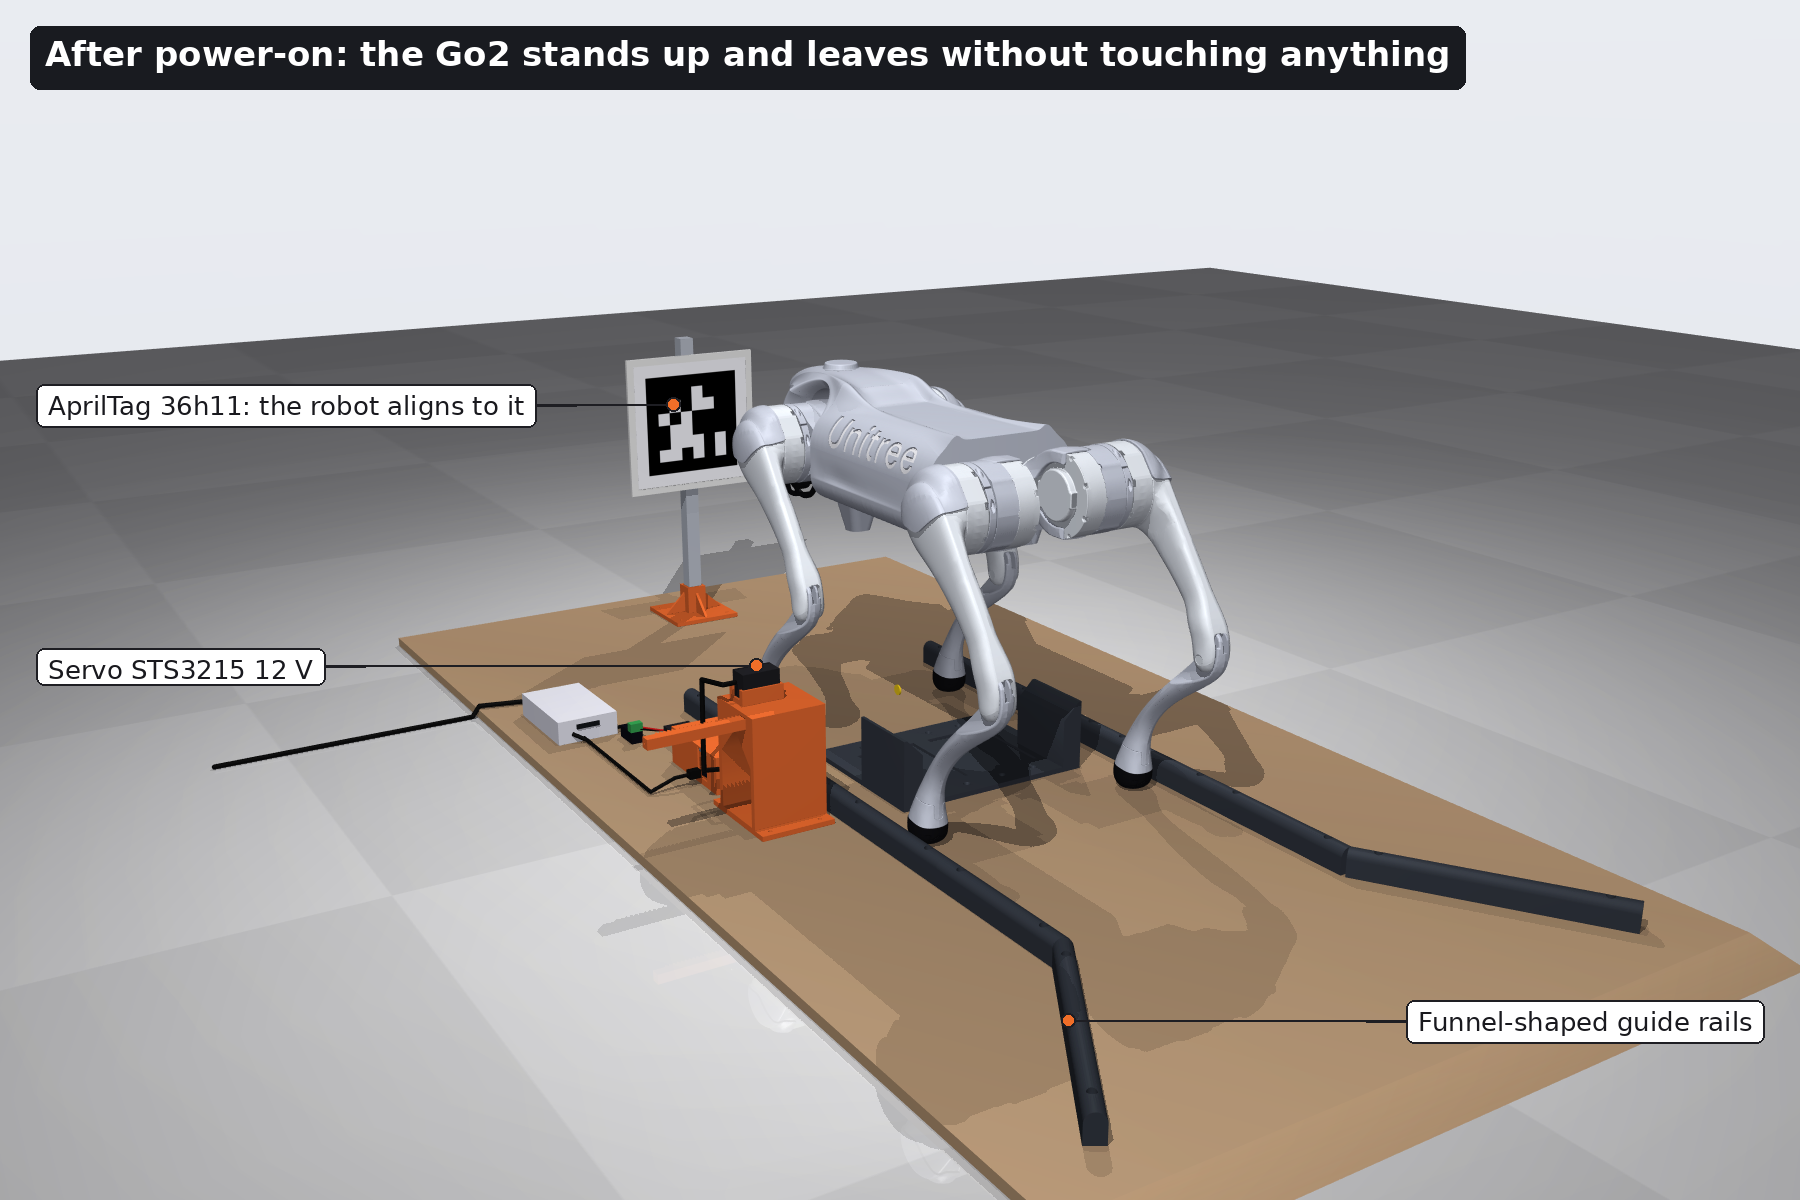 After power-on: the Go2 stands up and leaves without touching anything
AprilTag 36h11: the robot aligns to it
Unitree
Servo STS3215 12 V
Funnel-shaped guide rails